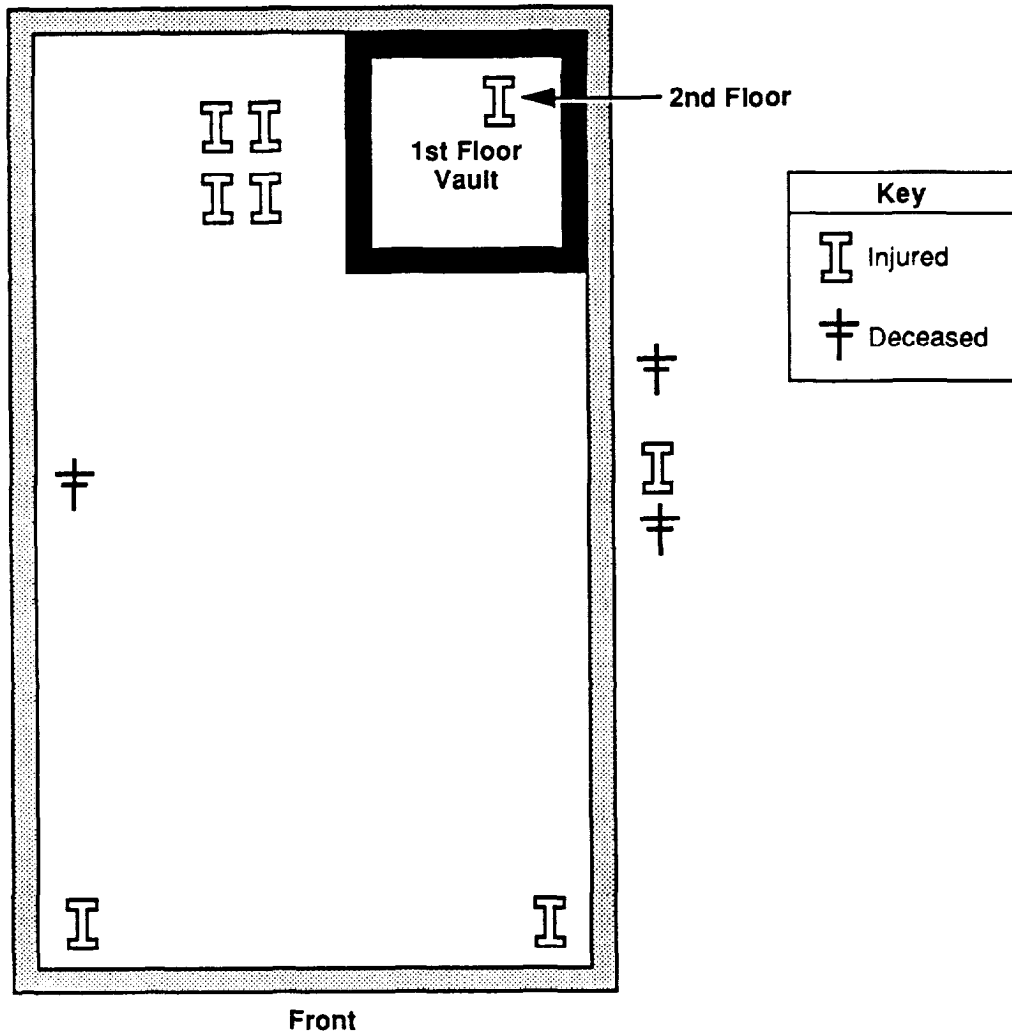 2nd Floor
1st Floor
Vault
Key
Injured
Deceased
Front